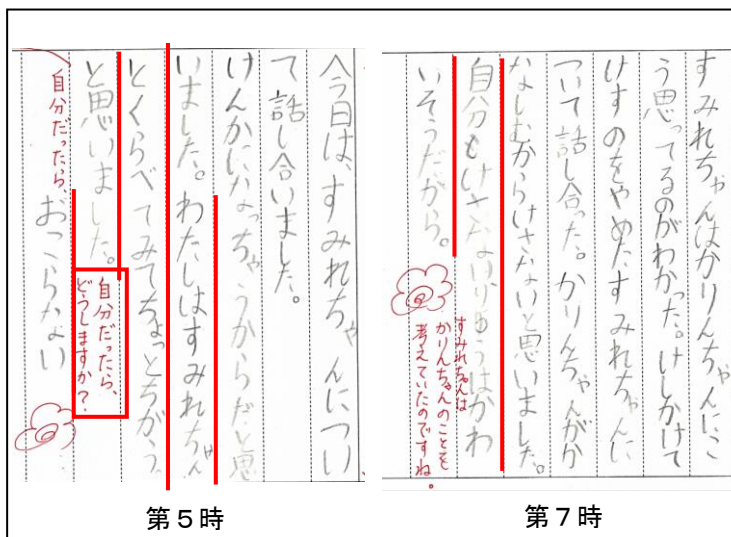 今日は、すみれちゃんについ
て話し合いました。
けんかになっちゃうからだと思
いました。わたしはすみれちゃん
とくらべてみてちょっとちがう
と思いました。
自分だったら、
どうしますか？
自分だったら、
おこらない
第５時
すみれちゃんはかりんちゃんにこ
う思ってるのがわかった。けしかけて
けすのをやめたすみれちゃんに
ついて話し合った。かりんちゃんがか
なしむからけさないと思いました。
自分もけさないりゆうはかわ
いそうだから。
すみれちゃんは
かりんちゃんのことを
考えていたのですね。
第７時